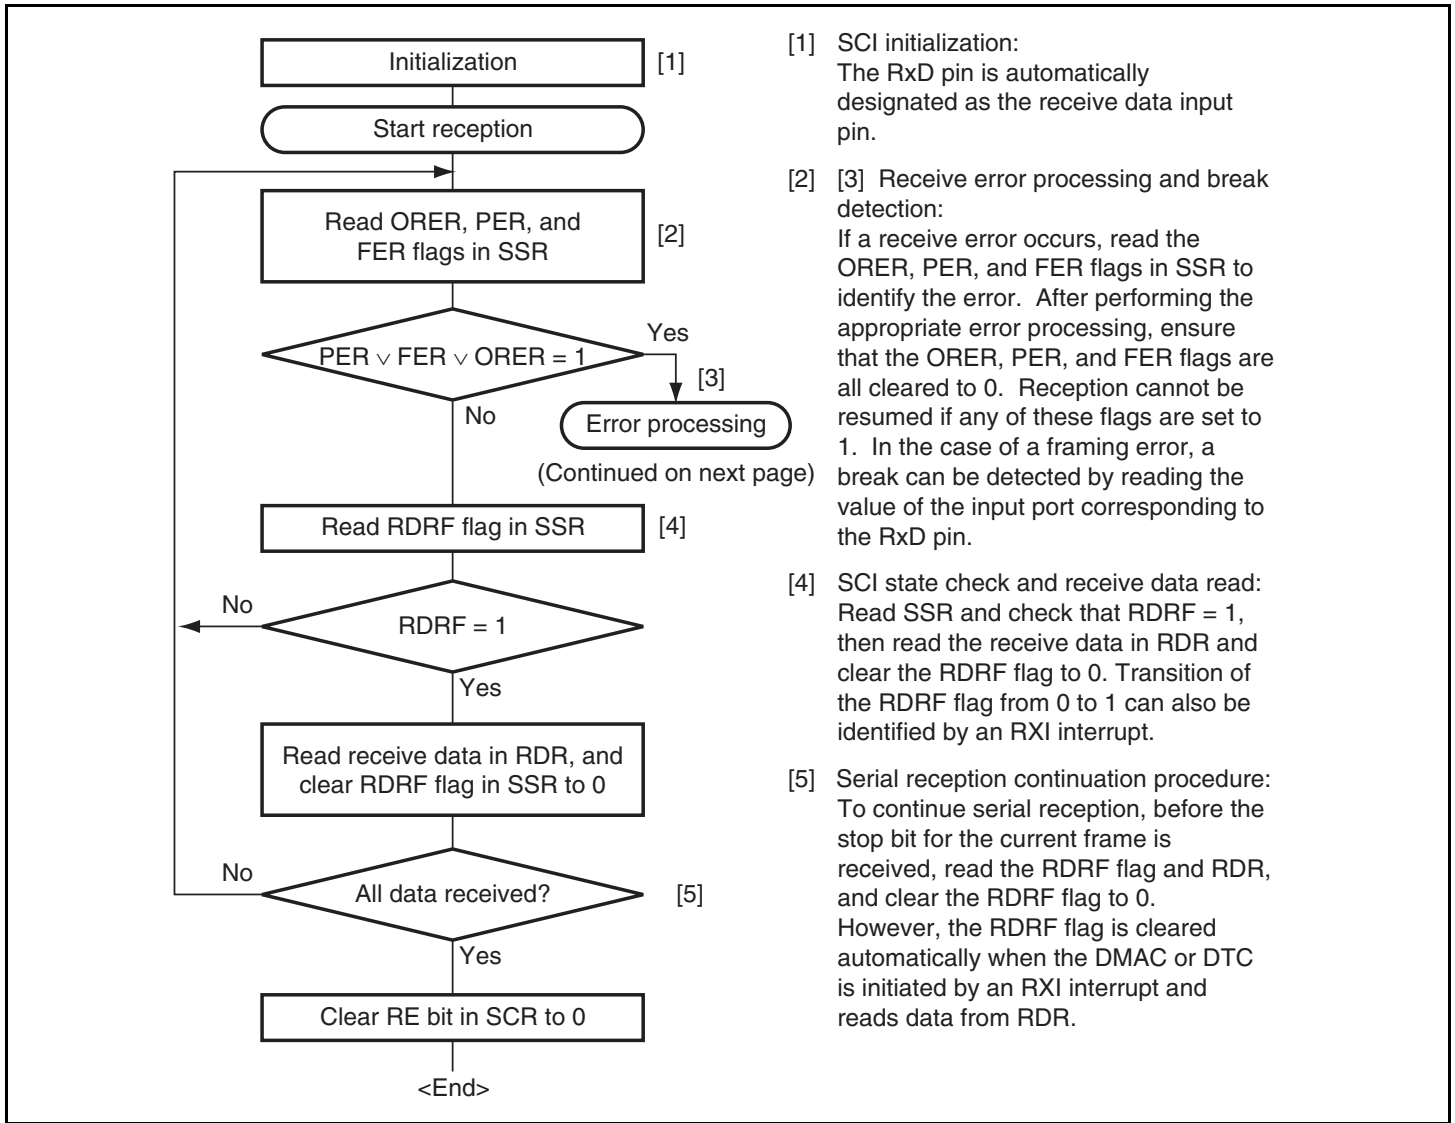 Initialization
[1]
Start reception
Read ORER, PER, and
FER flags in SSR
[2]
PER ∨ FER ∨ ORER = 1
Yes
No
[3]
Error processing
(Continued on next page)
Read RDRF flag in SSR
[4]
No
RDRF = 1
Yes
Read receive data in RDR, and
clear RDRF flag in SSR to 0
No
All data received?
[5]
Yes
Clear RE bit in SCR to 0
<End>
[1] SCI initialization:
The RxD pin is automatically
designated as the receive data input
pin.
[2] [3] Receive error processing and break
detection:
If a receive error occurs, read the
ORER, PER, and FER flags in SSR to
identify the error. After performing the
appropriate error processing, ensure
that the ORER, PER, and FER flags are
all cleared to 0. Reception cannot be
resumed if any of these flags are set to
1. In the case of a framing error, a
break can be detected by reading the
value of the input port corresponding to
the RxD pin.
[4] SCI state check and receive data read:
Read SSR and check that RDRF = 1,
then read the receive data in RDR and
clear the RDRF flag to 0. Transition of
the RDRF flag from 0 to 1 can also be
identified by an RXI interrupt.
[5] Serial reception continuation procedure:
To continue serial reception, before the
stop bit for the current frame is
received, read the RDRF flag and RDR,
and clear the RDRF flag to 0.
However, the RDRF flag is cleared
automatically when the DMAC or DTC
is initiated by an RXI interrupt and
reads data from RDR.